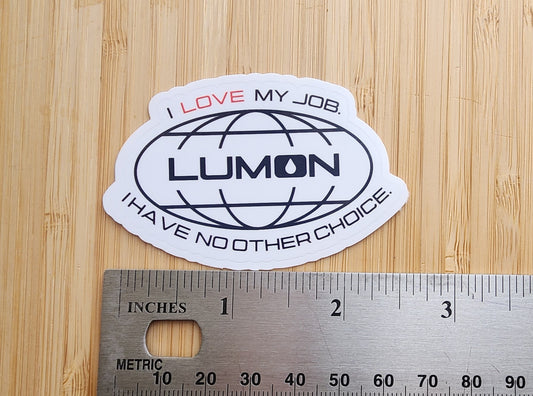 I LOVE MY JOB.
LUMON
I HAVE NO OTHER CHOICE.
INCHES 1 2 3
METRIC 10 20 30 40 50 60 70 80 90